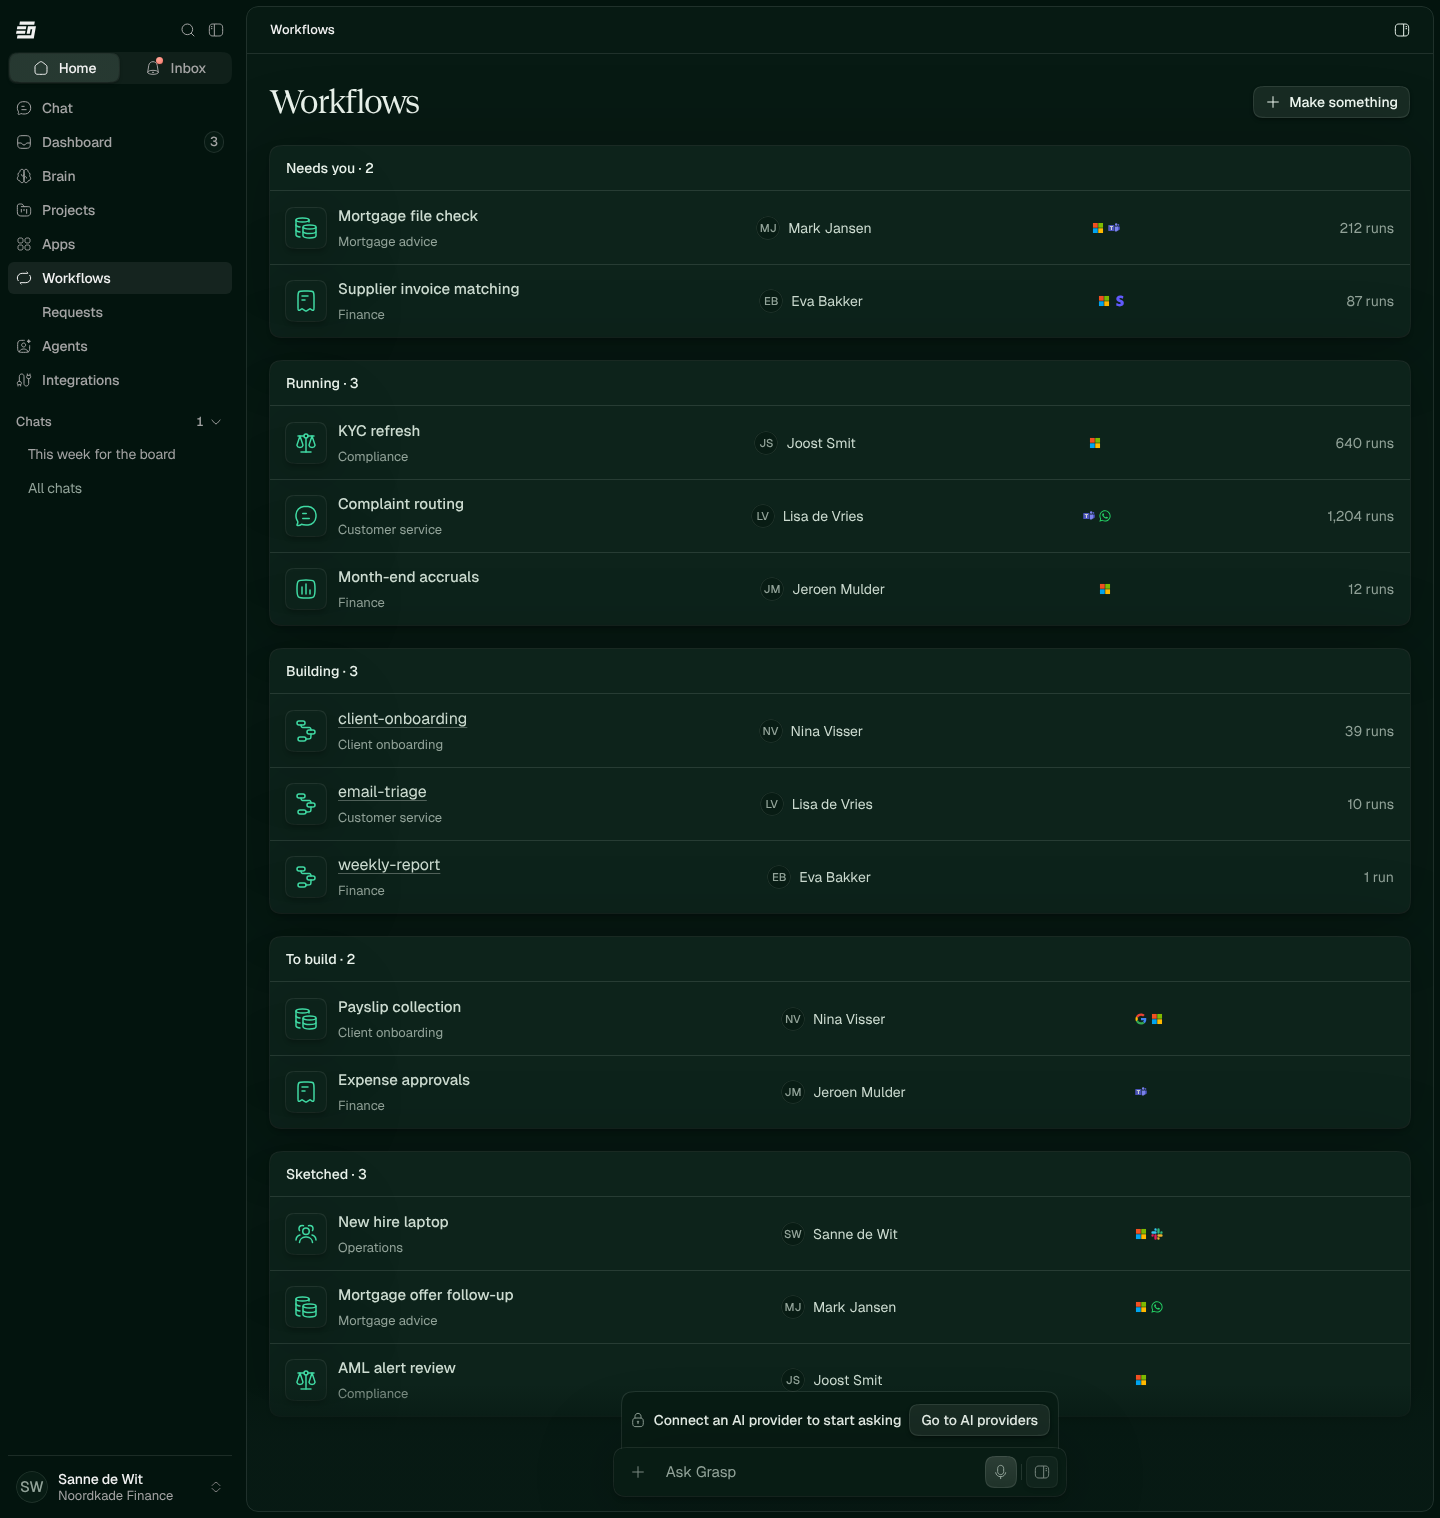 Workflows
Home
Inbox
Chat
Dashboard 3
Brain
Projects
Apps
Workflows
Requests
Agents
Integrations
Chats 1
This week for the board
All chats
SW
Sanne de Wit
Noordkade Finance
Workflows
Make something
Needs you · 2
Mortgage file check
Mortgage advice
MJ Mark Jansen
212 runs
Supplier invoice matching
Finance
EB Eva Bakker
87 runs
Running · 3
KYC refresh
Compliance
JS Joost Smit
640 runs
Complaint routing
Customer service
LV Lisa de Vries
1,204 runs
Month-end accruals
Finance
JM Jeroen Mulder
12 runs
Building · 3
client-onboarding
Client onboarding
NV Nina Visser
39 runs
email-triage
Customer service
LV Lisa de Vries
10 runs
weekly-report
Finance
EB Eva Bakker
1 run
To build · 2
Payslip collection
Client onboarding
NV Nina Visser
Expense approvals
Finance
JM Jeroen Mulder
Sketched · 3
New hire laptop
Operations
SW Sanne de Wit
Mortgage offer follow-up
Mortgage advice
MJ Mark Jansen
AML alert review
Compliance
JS Joost Smit
Connect an AI provider to start asking
Go to AI providers
Ask Grasp